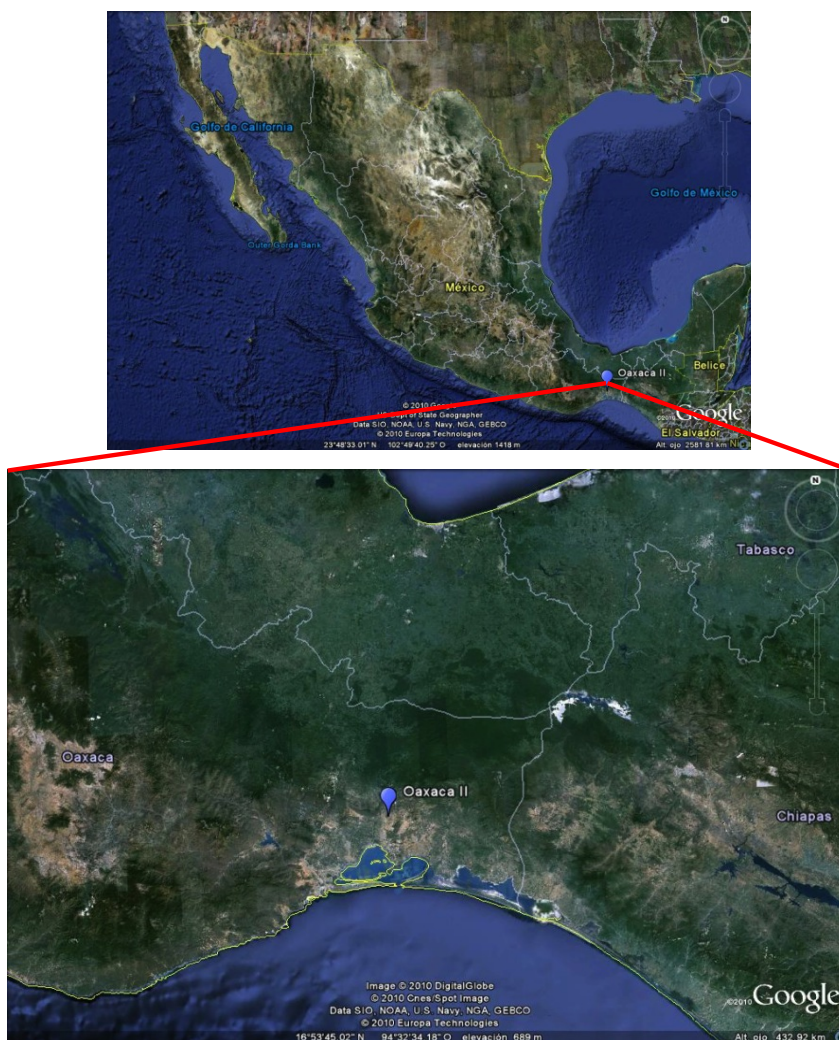 N
Golfo de California
Golfo de México
Outer Gorda Bank
México
Belice
Oaxaca II
© 2010 Google
US Dept of State Geographer
©2010 Google
Data SIO, NOAA, U.S. Navy, NGA, GEBCO
© 2010 Europa Technologies
El Salvador
N
23°48'33.01" N 102°49'40.25" O elevación 1418 m
Alt. ojo 2581.81 km
N
Tabasco
Oaxaca
Oaxaca II
Chiapas
Image © 2010 DigitalGlobe
© 2010 Cnes/Spot Image
Data SIO, NOAA, U.S. Navy, NGA, GEBCO
© 2010 Europa Technologies
©2010 Google
16°53'45.02" N 94°32'34.18" O elevación 689 m
Alt. ojo 432.92 km